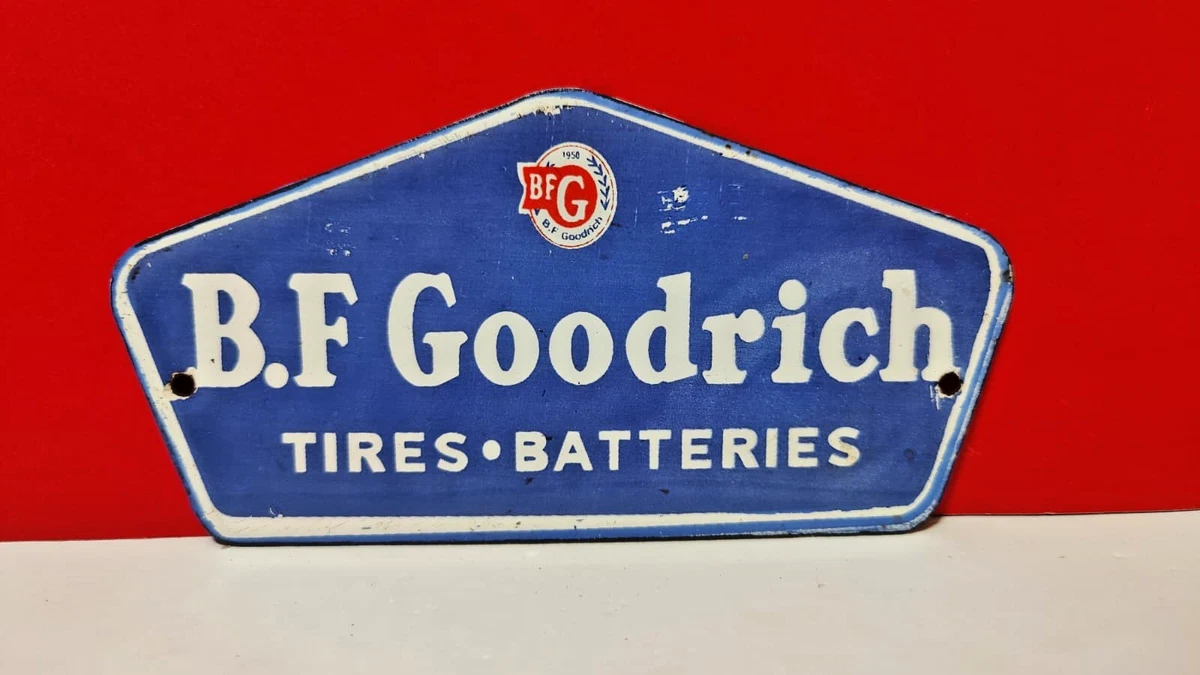 1950
BFG
B.F Goodrich
B.F Goodrich
TIRES•BATTERIES